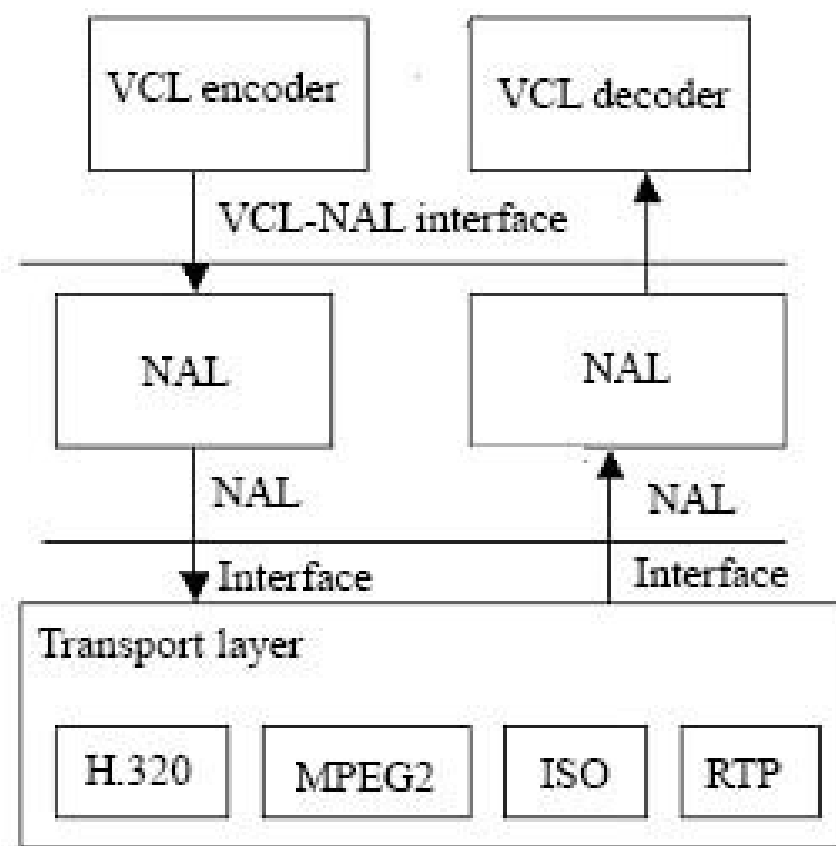 VCL encoder
VCL decoder
VCL-NAL interface
NAL
NAL
NAL
NAL
Interface
Interface
Transport layer
H.320
MPEG2
ISO
RTP